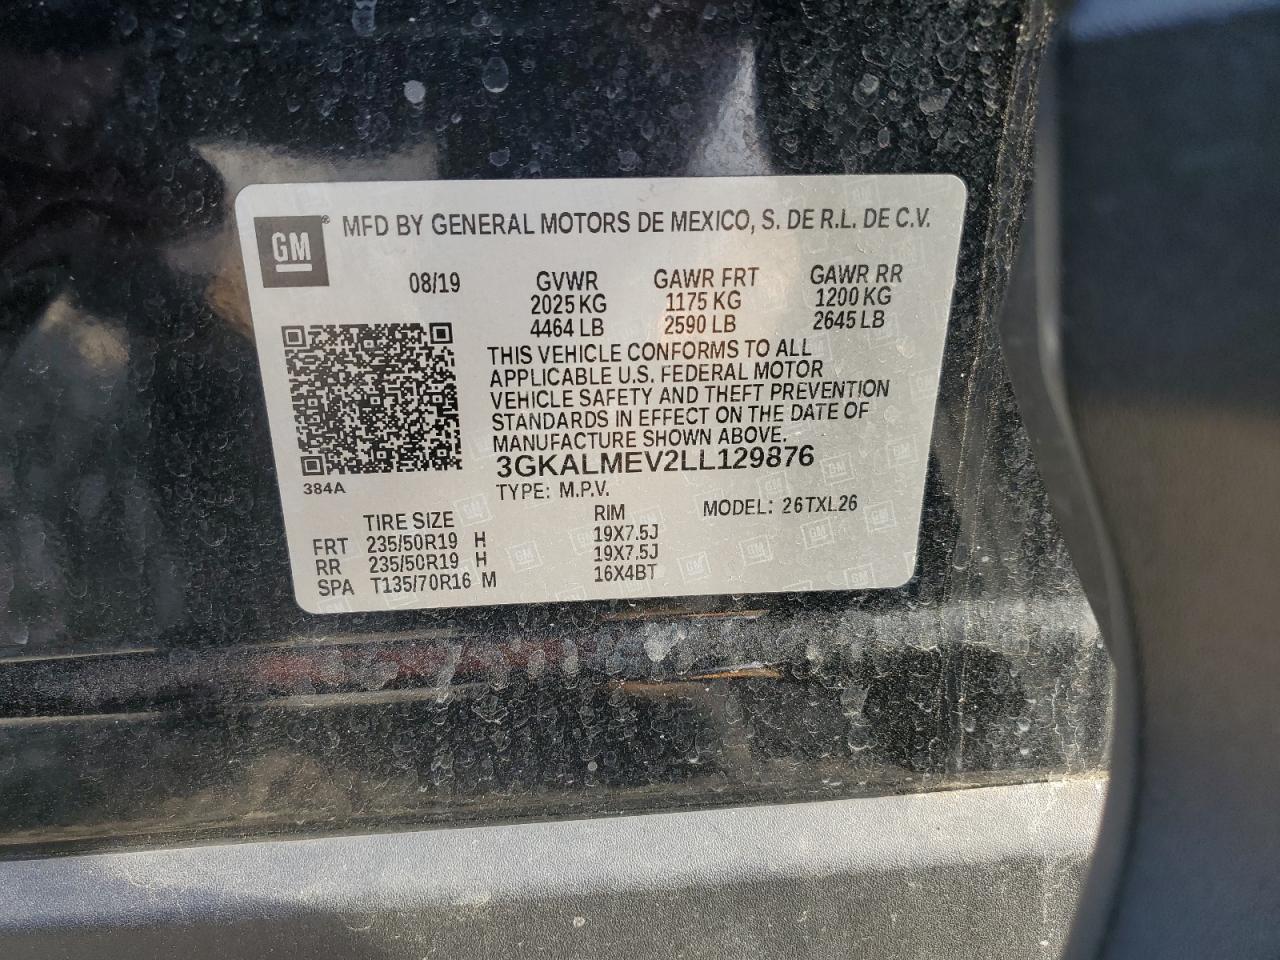 GM ® MFD BY GENERAL MOTORS DE MEXICO, S. DE R.L. DE C.V.
08/19 GVWR GAWR FRT GAWR RR
2025 KG 1175 KG 1200 KG
4464 LB 2590 LB 2645 LB
THIS VEHICLE CONFORMS TO ALL
APPLICABLE U.S. FEDERAL MOTOR
VEHICLE SAFETY AND THEFT PREVENTION
STANDARDS IN EFFECT ON THE DATE OF
MANUFACTURE SHOWN ABOVE.
3GKALMEV2LL129876
384A
TYPE: M.P.V.
MODEL: 26TXL26
TIRE SIZE RIM
FRT 235/50R19 H 19X7.5J
RR 235/50R19 H 19X7.5J
SPA T135/70R16 M 16X4BT